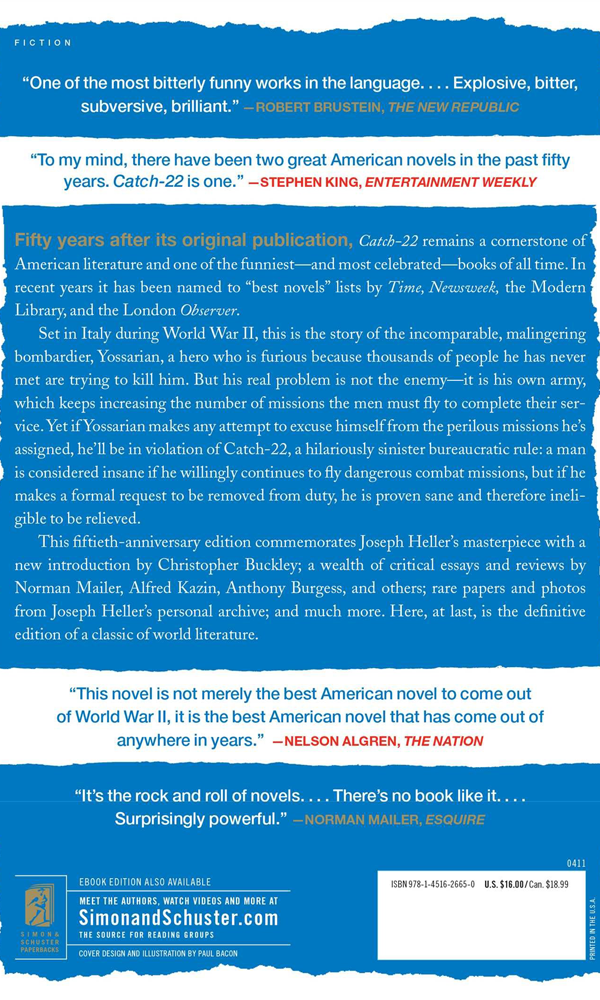 FICTION
“One of the most bitterly funny works in the language. . . . Explosive, bitter,
subversive, brilliant.” —ROBERT BRUSTEIN, THE NEW REPUBLIC
“To my mind, there have been two great American novels in the past fifty
years. Catch-22 is one.” —STEPHEN KING, ENTERTAINMENT WEEKLY
Fifty years after its original publication, Catch-22 remains a cornerstone of
American literature and one of the funniest—and most celebrated—books of all time. In
recent years it has been named to “best novels” lists by Time, Newsweek, the Modern
Library, and the London Observer.
Set in Italy during World War II, this is the story of the incomparable, malingering
bombardier, Yossarian, a hero who is furious because thousands of people he has never
met are trying to kill him. But his real problem is not the enemy—it is his own army,
which keeps increasing the number of missions the men must fly to complete their ser-
vice. Yet if Yossarian makes any attempt to excuse himself from the perilous missions he’s
assigned, he’ll be in violation of Catch-22, a hilariously sinister bureaucratic rule: a man
is considered insane if he willingly continues to fly dangerous combat missions, but if he
makes a formal request to be removed from duty, he is proven sane and therefore ineli-
gible to be relieved.
This fiftieth-anniversary edition commemorates Joseph Heller’s masterpiece with a
new introduction by Christopher Buckley; a wealth of critical essays and reviews by
Norman Mailer, Alfred Kazin, Anthony Burgess, and others; rare papers and photos
from Joseph Heller’s personal archive; and much more. Here, at last, is the definitive
edition of a classic of world literature.
“This novel is not merely the best American novel to come out
of World War II, it is the best American novel that has come out of
anywhere in years.” —NELSON ALGREN, THE NATION
“It’s the rock and roll of novels. . . . There’s no book like it. . . .
Surprisingly powerful.” —NORMAN MAILER, ESQUIRE
SIMON &
SCHUSTER
PAPERBACKS
EBOOK EDITION ALSO AVAILABLE
MEET THE AUTHORS, WATCH VIDEOS AND MORE AT
SimonandSchuster.com
THE SOURCE FOR READING GROUPS
COVER DESIGN AND ILLUSTRATION BY PAUL BACON
0411
ISBN 978-1-4516-2665-0 U.S. $16.00/Can. $18.99
PRINTED IN THE U.S.A.